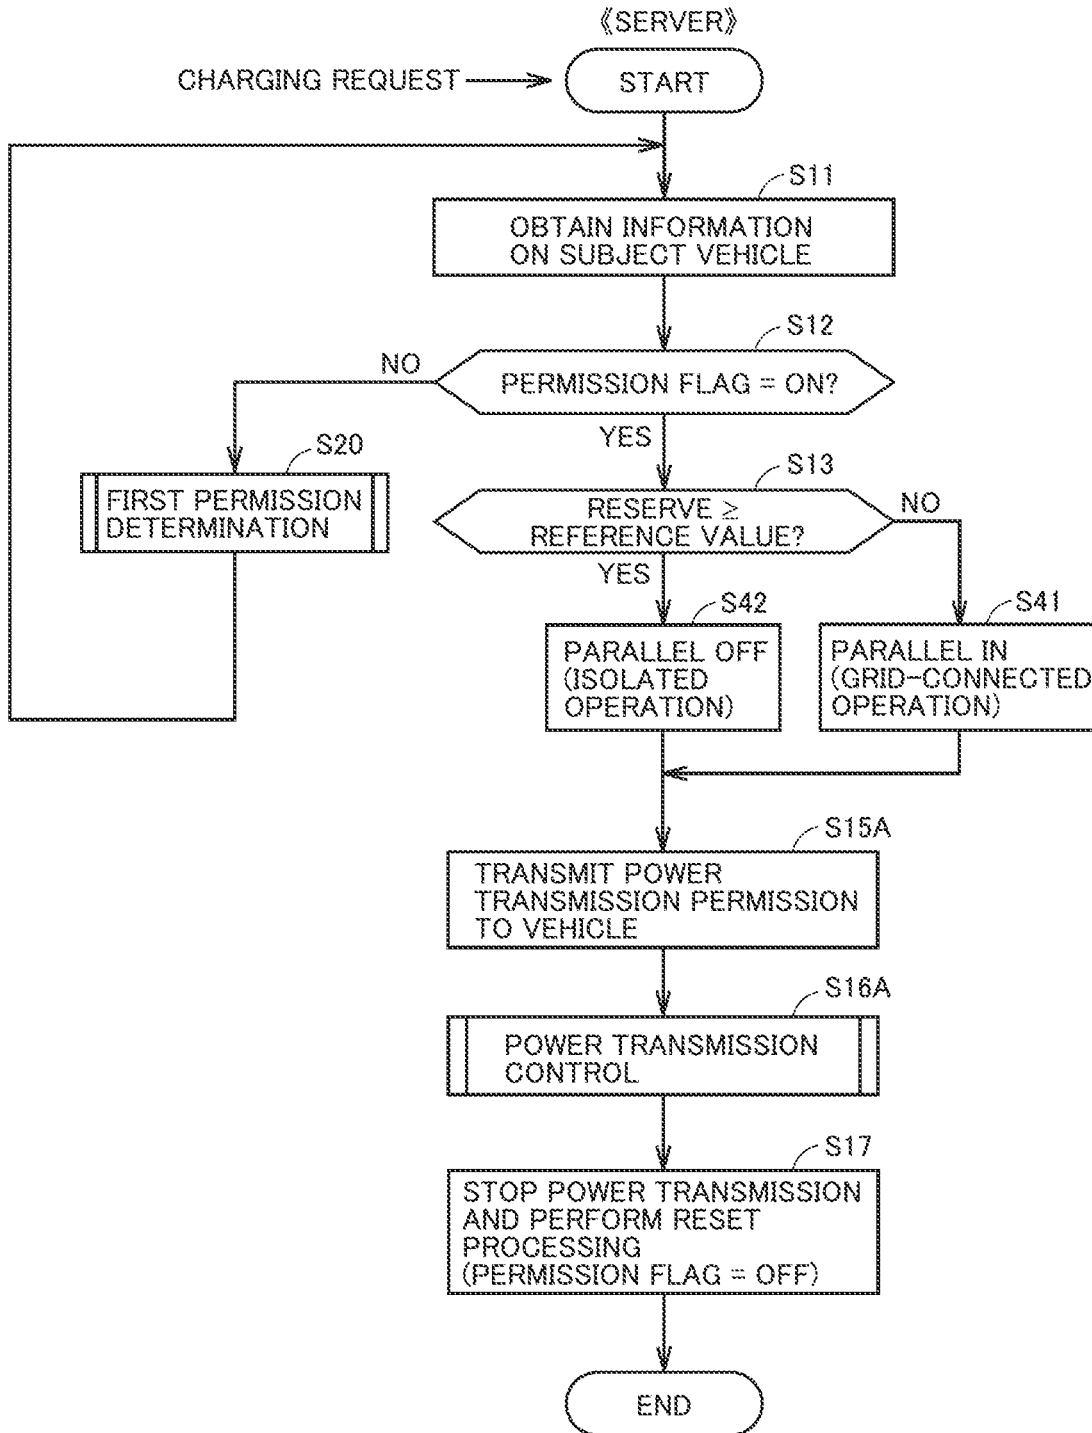 《SERVER》
CHARGING REQUEST
START
S11
OBTAIN INFORMATION
ON SUBJECT VEHICLE
S12
NO
PERMISSION FLAG = ON?
YES
S20
FIRST PERMISSION
DETERMINATION
S13
RESERVE ≧
REFERENCE VALUE?
NO
YES
S42
PARALLEL OFF
(ISOLATED
OPERATION)
S41
PARALLEL IN
(GRID-CONNECTED
OPERATION)
S15A
TRANSMIT POWER
TRANSMISSION PERMISSION
TO VEHICLE
S16A
POWER TRANSMISSION
CONTROL
S17
STOP POWER TRANSMISSION
AND PERFORM RESET
PROCESSING
(PERMISSION FLAG = OFF)
END